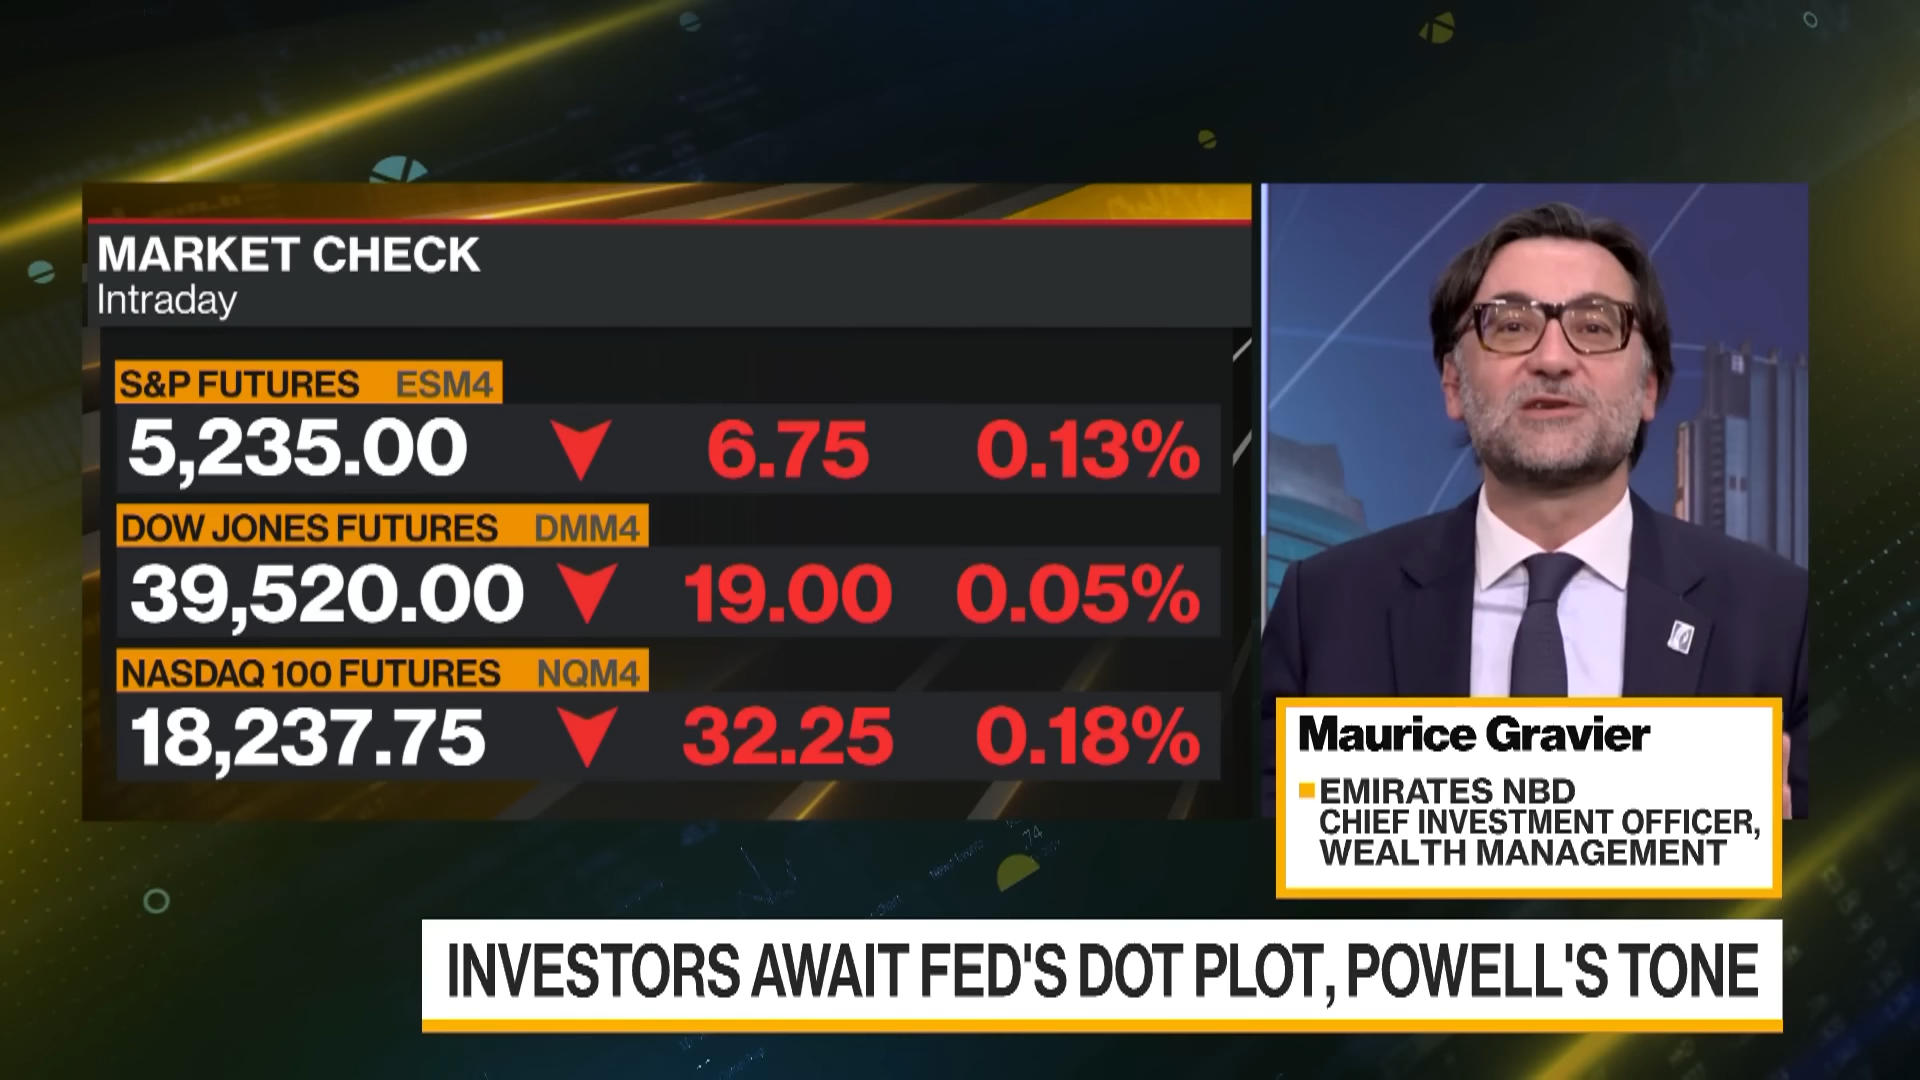 MARKET CHECK
Intraday
S&P FUTURES ESM4
5,235.00 6.75 0.13%
DOW JONES FUTURES DMM4
39,520.00 19.00 0.05%
NASDAQ 100 FUTURES NQM4
18,237.75 32.25 0.18%
Maurice Gravier
EMIRATES NBD
CHIEF INVESTMENT OFFICER,
WEALTH MANAGEMENT
INVESTORS AWAIT FED'S DOT PLOT, POWELL'S TONE